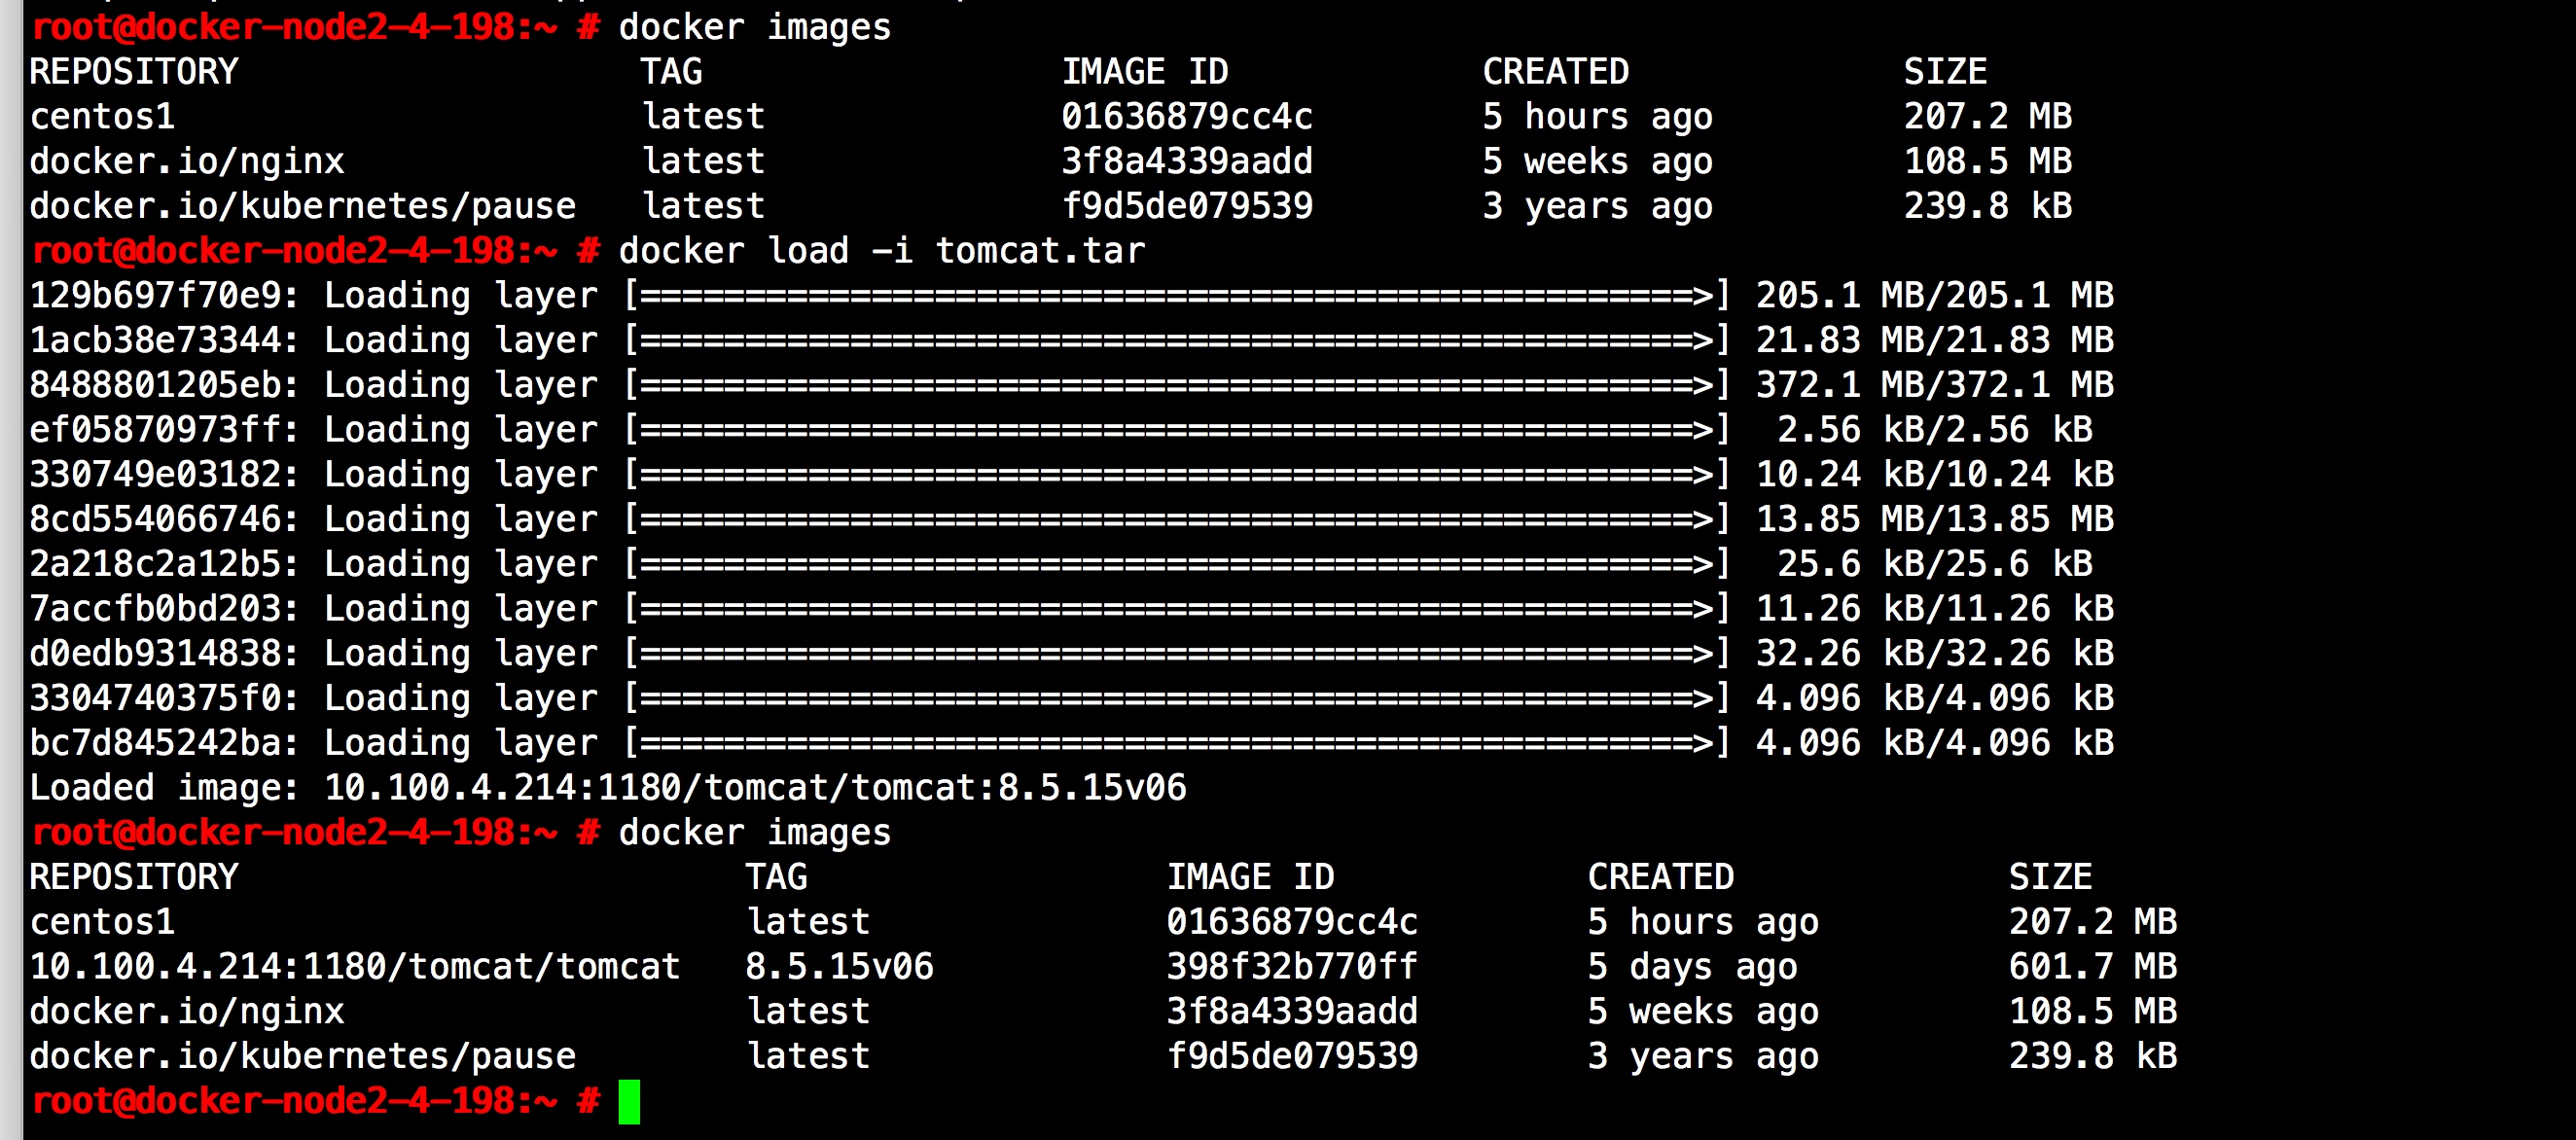 root@docker-node2-4-198:~ # docker images
REPOSITORY TAG IMAGE ID CREATED SIZE
centos1 latest 01636879cc4c 5 hours ago 207.2 MB
docker.io/nginx latest 3f8a4339aadd 5 weeks ago 108.5 MB
docker.io/kubernetes/pause latest f9d5de079539 3 years ago 239.8 kB
root@docker-node2-4-198:~ # docker load -i tomcat.tar
129b697f70e9: Loading layer [==================================================>] 205.1 MB/205.1 MB
1acb38e73344: Loading layer [==================================================>] 21.83 MB/21.83 MB
8488801205eb: Loading layer [==================================================>] 372.1 MB/372.1 MB
ef05870973ff: Loading layer [==================================================>] 2.56 kB/2.56 kB
330749e03182: Loading layer [==================================================>] 10.24 kB/10.24 kB
8cd554066746: Loading layer [==================================================>] 13.85 MB/13.85 MB
2a218c2a12b5: Loading layer [==================================================>] 25.6 kB/25.6 kB
7accfb0bd203: Loading layer [==================================================>] 11.26 kB/11.26 kB
d0edb9314838: Loading layer [==================================================>] 32.26 kB/32.26 kB
3304740375f0: Loading layer [==================================================>] 4.096 kB/4.096 kB
bc7d845242ba: Loading layer [==================================================>] 4.096 kB/4.096 kB
Loaded image: 10.100.4.214:1180/tomcat/tomcat:8.5.15v06
root@docker-node2-4-198:~ # docker images
REPOSITORY TAG IMAGE ID CREATED SIZE
centos1 latest 01636879cc4c 5 hours ago 207.2 MB
10.100.4.214:1180/tomcat/tomcat 8.5.15v06 398f32b770ff 5 days ago 601.7 MB
docker.io/nginx latest 3f8a4339aadd 5 weeks ago 108.5 MB
docker.io/kubernetes/pause latest f9d5de079539 3 years ago 239.8 kB
root@docker-node2-4-198:~ #